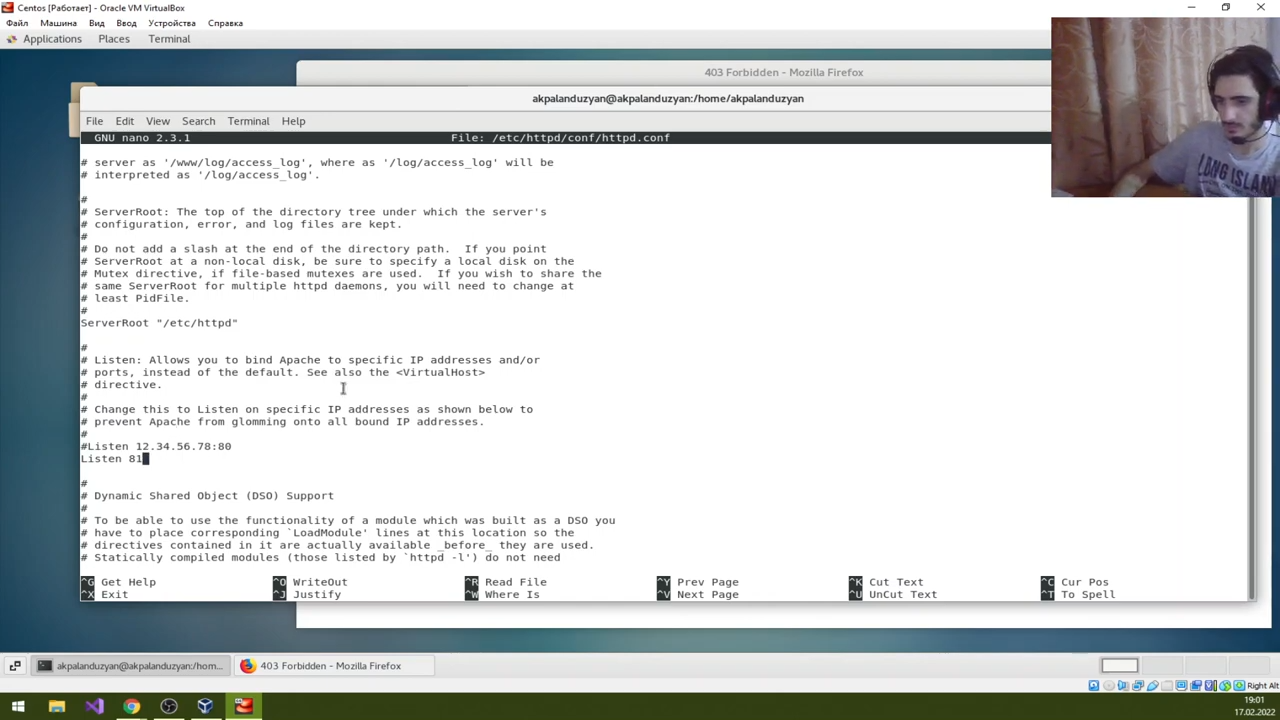 Centos [Работает] - Oracle VM VirtualBox
Файл Машина Вид Ввод Устройства Справка
Applications Places Terminal
403 Forbidden - Mozilla Firefox
akpalanduzyan@akpalanduzyan:/home/akpalanduzyan
File Edit View Search Terminal Help
GNU nano 2.3.1 File: /etc/httpd/conf/httpd.conf
# server as '/www/log/access_log', where as '/log/access_log' will be
# interpreted as '/log/access_log'.
#
# ServerRoot: The top of the directory tree under which the server's
# configuration, error, and log files are kept.
#
# Do not add a slash at the end of the directory path.  If you point
# ServerRoot at a non-local disk, be sure to specify a local disk on the
# Mutex directive, if file-based mutexes are used.  If you wish to share the
# same ServerRoot for multiple httpd daemons, you will need to change at
# least PidFile.
#
ServerRoot "/etc/httpd"
#
# Listen: Allows you to bind Apache to specific IP addresses and/or
# ports, instead of the default. See also the <VirtualHost>
# directive.
#
# Change this to Listen on specific IP addresses as shown below to
# prevent Apache from glomming onto all bound IP addresses.
#
#Listen 12.34.56.78:80
Listen 81
#
# Dynamic Shared Object (DSO) Support
#
# To be able to use the functionality of a module which was built as a DSO you
# have to place corresponding `LoadModule' lines at this location so the
# directives contained in it are actually available _before_ they are used.
# Statically compiled modules (those listed by `httpd -l') do not need
^G Get Help ^O WriteOut ^R Read File ^Y Prev Page ^K Cut Text ^C Cur Pos
^X Exit ^J Justify ^W Where Is ^V Next Page ^U UnCut Text ^T To Spell
akpalanduzyan@akpalanduzyan:/hom... 403 Forbidden - Mozilla Firefox
Right Alt
19:01
17.02.2022